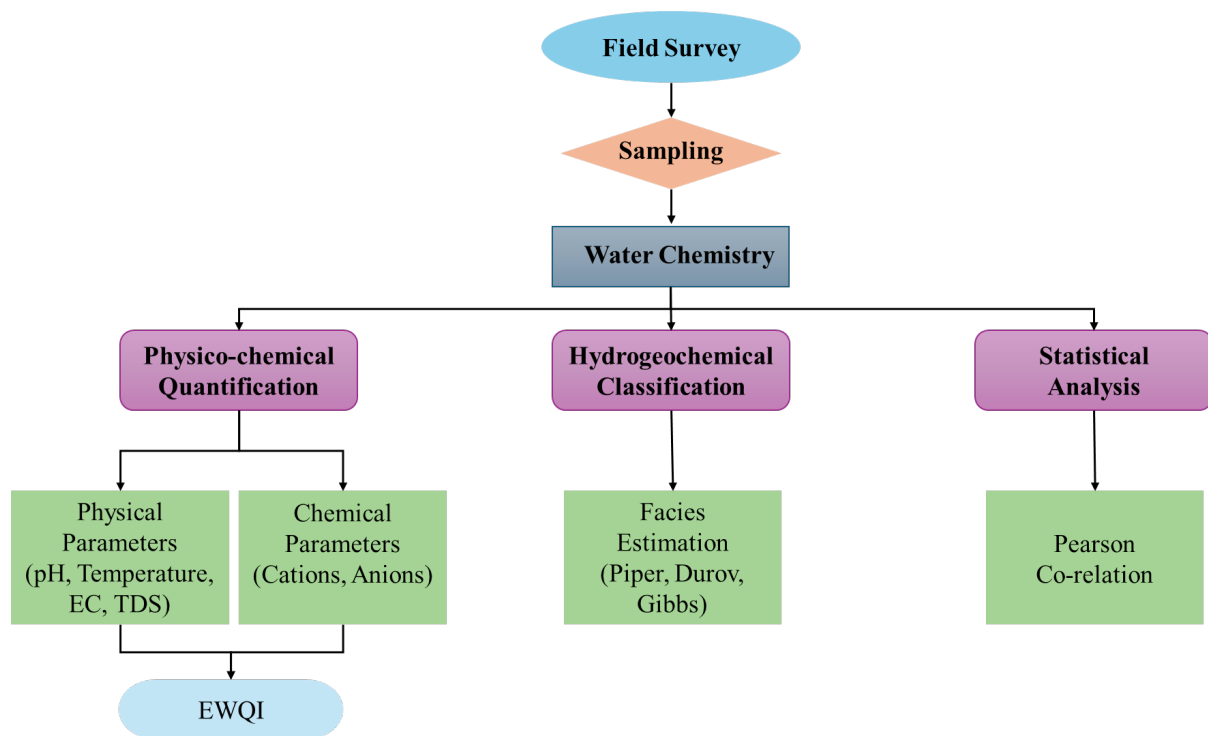 Field Survey
Sampling
Water Chemistry
Physico-chemical
Quantification
Hydrogeochemical
Classification
Statistical
Analysis
Physical
Parameters
(pH, Temperature,
EC, TDS)
Chemical
Parameters
(Cations, Anions)
Facies
Estimation
(Piper, Durov,
Gibbs)
Pearson
Co-relation
EWQI